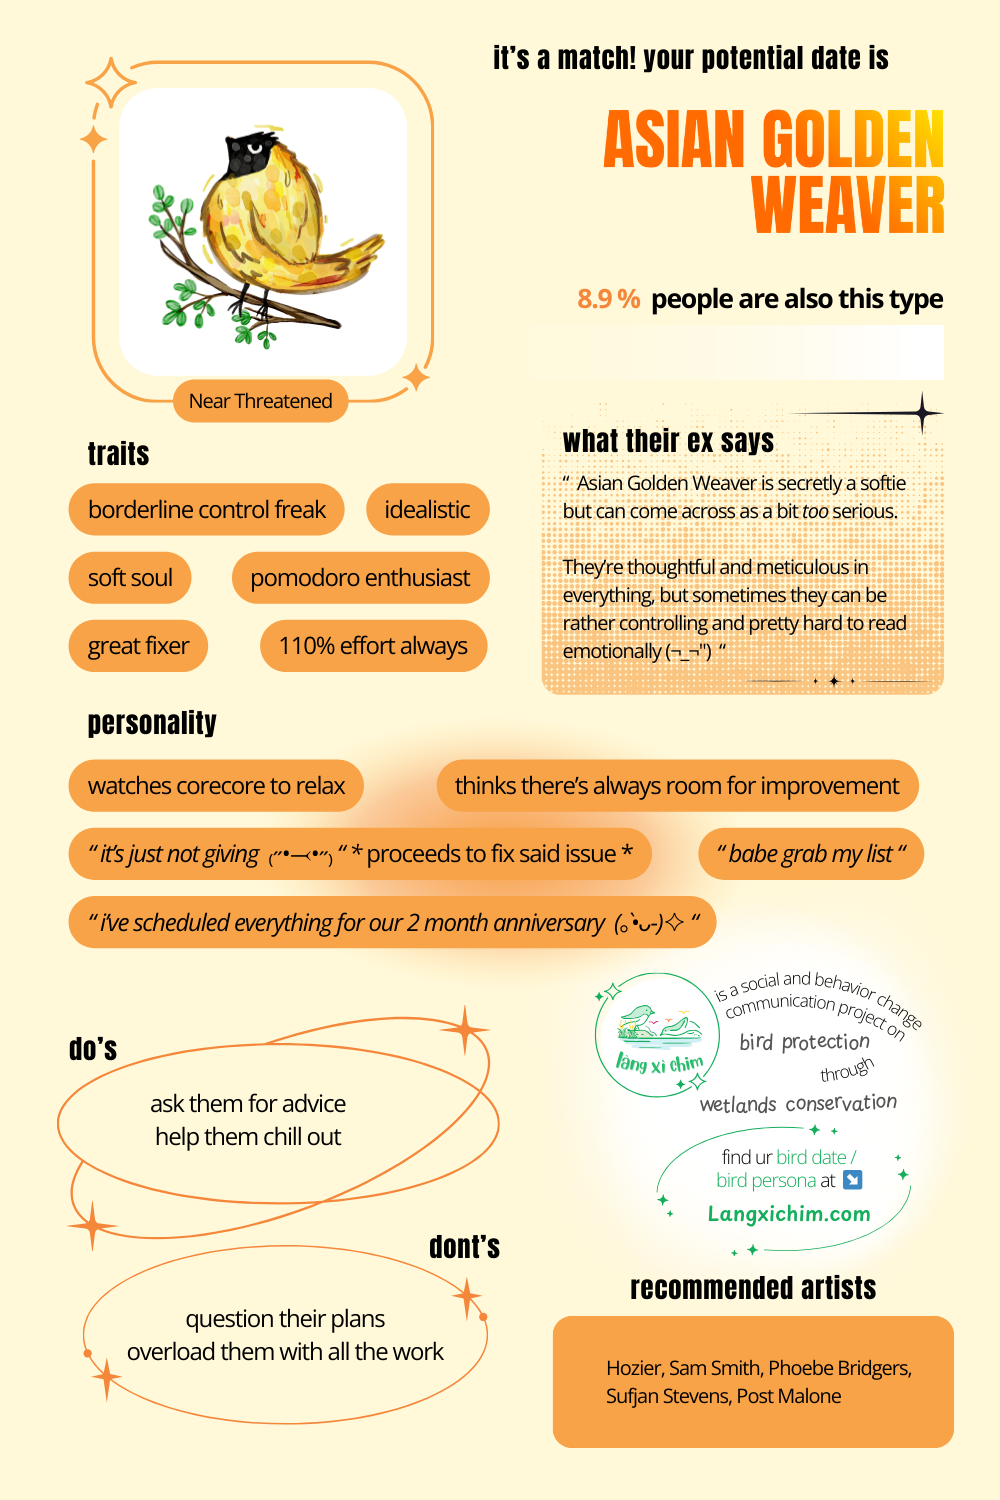 it's a match! your potential date is
ASIAN GOLDEN
WEAVER
8.9 % people are also this type
Near Threatened
traits
borderline control freak
idealistic
soft soul
pomodoro enthusiast
great fixer
110% effort always
what their ex says
“ Asian Golden Weaver is secretly a softie
but can come across as a bit too serious.
They're thoughtful and meticulous in
everything, but sometimes they can be
rather controlling and pretty hard to read
emotionally (¬_¬") “
personality
watches corecore to relax
thinks there's always room for improvement
“ it's just not giving (˶•︿•˶) “ * proceeds to fix said issue *
“ babe grab my list “
“ i've scheduled everything for our 2 month anniversary (｡•̀ᴗ-)✧ “
do's
ask them for advice
help them chill out
dont's
question their plans
overload them with all the work
làng xì chim
is a social and behavior change
communication project on
bird protection
through
wetlands conservation
find ur bird date /
bird persona at ↘
Langxichim.com
recommended artists
Hozier, Sam Smith, Phoebe Bridgers,
Sufjan Stevens, Post Malone